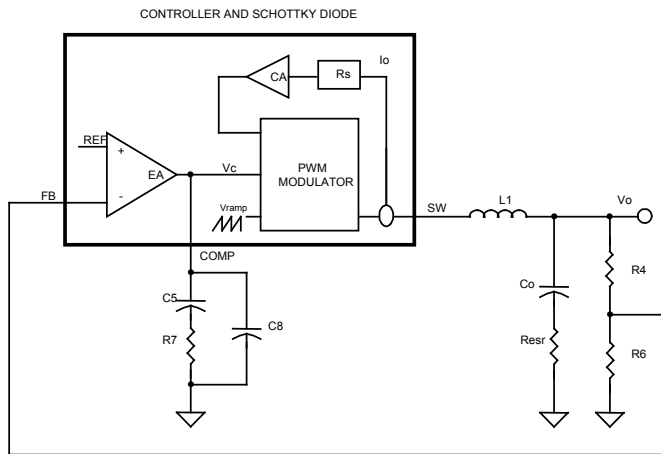 CONTROLLER AND SCHOTTKY DIODE
Io
CA
Rs
REF
+
EA
-
Vc
PWM
MODULATOR
FB
Vramp
SW
L1
Vo
COMP
R4
C5
C8
R7
Co
Resr
R6